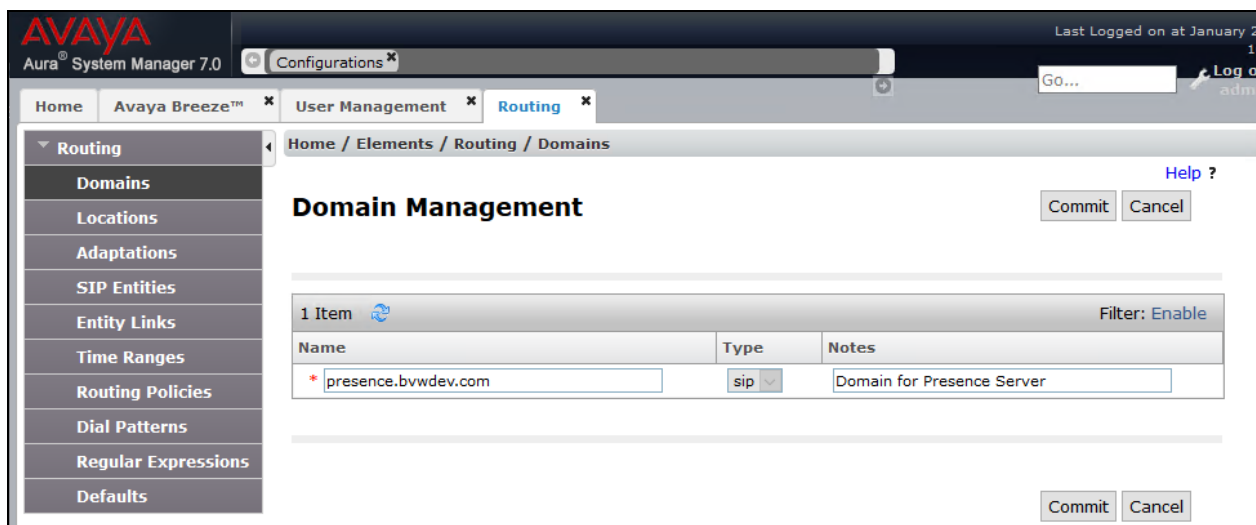 AVAYA
Aura® System Manager 7.0
Configurations
Last Logged on at January
Go...
Home
Avaya Breeze™
User Management
Routing
Routing
Domains
Locations
Adaptations
SIP Entities
Entity Links
Time Ranges
Routing Policies
Dial Patterns
Regular Expressions
Defaults
Home / Elements / Routing / Domains
Help ?
Domain Management
Commit Cancel
1 Item
Filter: Enable
Name Type Notes
* presence.bvwdev.com sip Domain for Presence Server
Commit Cancel